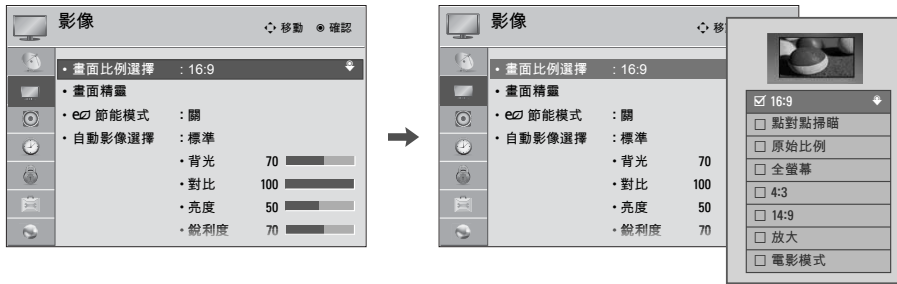 影像
移動 確認
• 畫面比例選擇 : 16:9
• 畫面精靈
• e 節能模式 : 關
• 自動影像選擇 : 標準
• 背光 70
• 對比 100
• 亮度 50
• 銳利度 70
影像
移
• 畫面比例選擇 : 16:9
• 畫面精靈
• e 節能模式 : 關
• 自動影像選擇 : 標準
• 背光 70
• 對比 100
• 亮度 50
• 銳利度 70
☑ 16:9
☐ 點對點掃瞄
☐ 原始比例
☐ 全螢幕
☐ 4:3
☐ 14:9
☐ 放大
☐ 電影模式